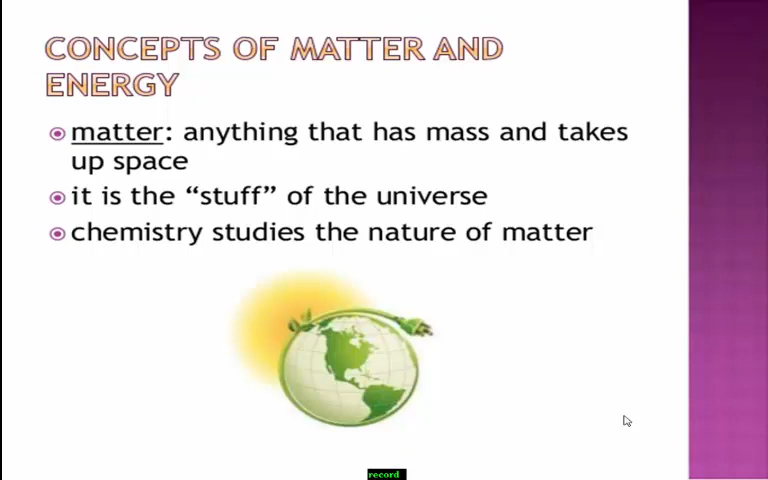 CONCEPTS OF MATTER AND
ENERGY
matter: anything that has mass and takes
up space
it is the “stuff” of the universe
chemistry studies the nature of matter
record